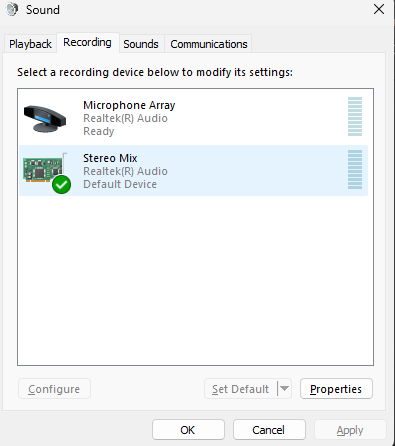 Sound
Playback Recording Sounds Communications
Select a recording device below to modify its settings:
Microphone Array
Realtek(R) Audio
Ready
Stereo Mix
Realtek(R) Audio
Default Device
Configure Set Default Properties
OK Cancel Apply